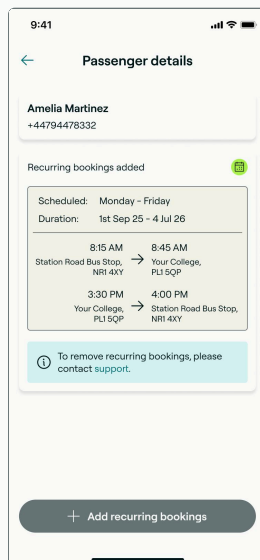 9:41
Passenger details
Amelia Martinez
+44794478332
Recurring bookings added
Scheduled: Monday - Friday
Duration: 1st Sep 25 - 4 Jul 26
8:15 AM
Station Road Bus Stop,
NR1 4XY
8:45 AM
Your College,
PL1 5QP
3:30 PM
Your College,
PL1 5QP
4:00 PM
Station Road Bus Stop,
NR1 4XY
To remove recurring bookings, please
contact support.
Add recurring bookings